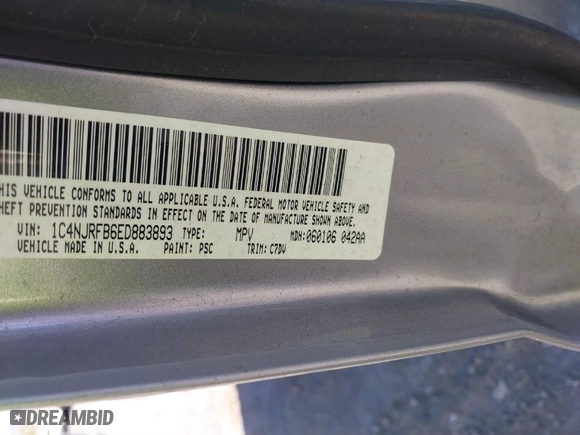 THIS VEHICLE CONFORMS TO ALL APPLICABLE U.S.A. FEDERAL MOTOR VEHICLE SAFETY AND
THEFT PREVENTION STANDARDS IN EFFECT ON THE DATE OF MANUFACTURE SHOWN ABOVE.
VIN: 1C4NJRFB6ED883893 TYPE: MPV MDH: 060106 042AA
VEHICLE MADE IN U.S.A. PAINT: PSC TRIM: C7DV
DREAMBID